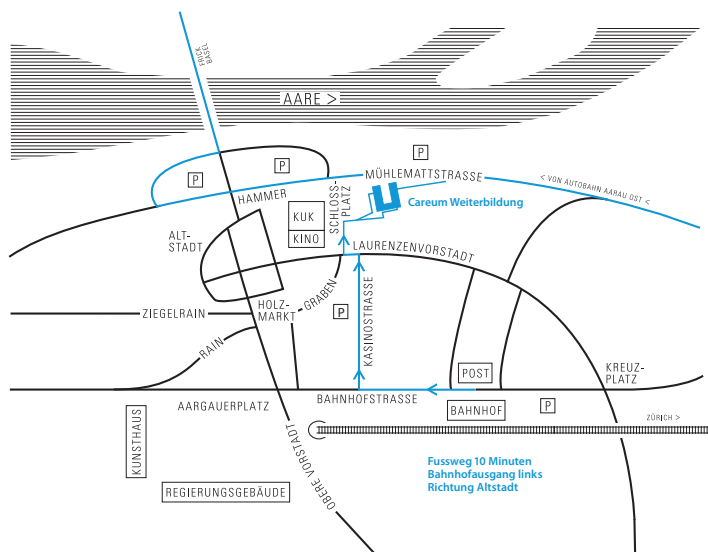 FRICK
BASEL
AARE >
P
P
P
MÜHLEMATTSTRASSE
< VON AUTOBAHN AARAU OST <
HAMMER
SCHLOSS-
PLATZ
Careum Weiterbildung
KUK
KINO
ALT-
STADT
LAURENZENVORSTADT
GRABEN
HOLZ-
MARKT
ZIEGELRAIN
P
KASINOSTRASSE
RAIN
POST
KREUZ-
PLATZ
BAHNHOFSTRASSE
AARGAUERPLATZ
BAHNHOF
P
KUNSTHAUS
ZÜRICH >
OBERE VORSTADT
Fussweg 10 Minuten
Bahnhofausgang links
Richtung Altstadt
REGIERUNGSGEBÄUDE